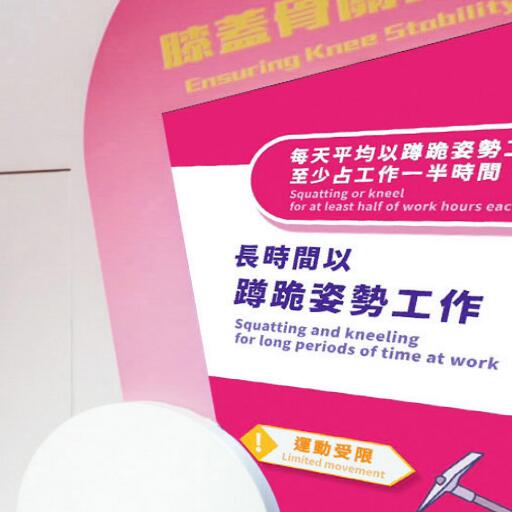 膝蓋骨關
Ensuring Knee Stability
每天平均以蹲跪姿勢工
至少占工作一半時間
Squatting or kneel
for at least half of work hours eac
長時間以
蹲跪姿勢工作
Squatting and kneeling
for long periods of time at work
運動受限
Limited movement